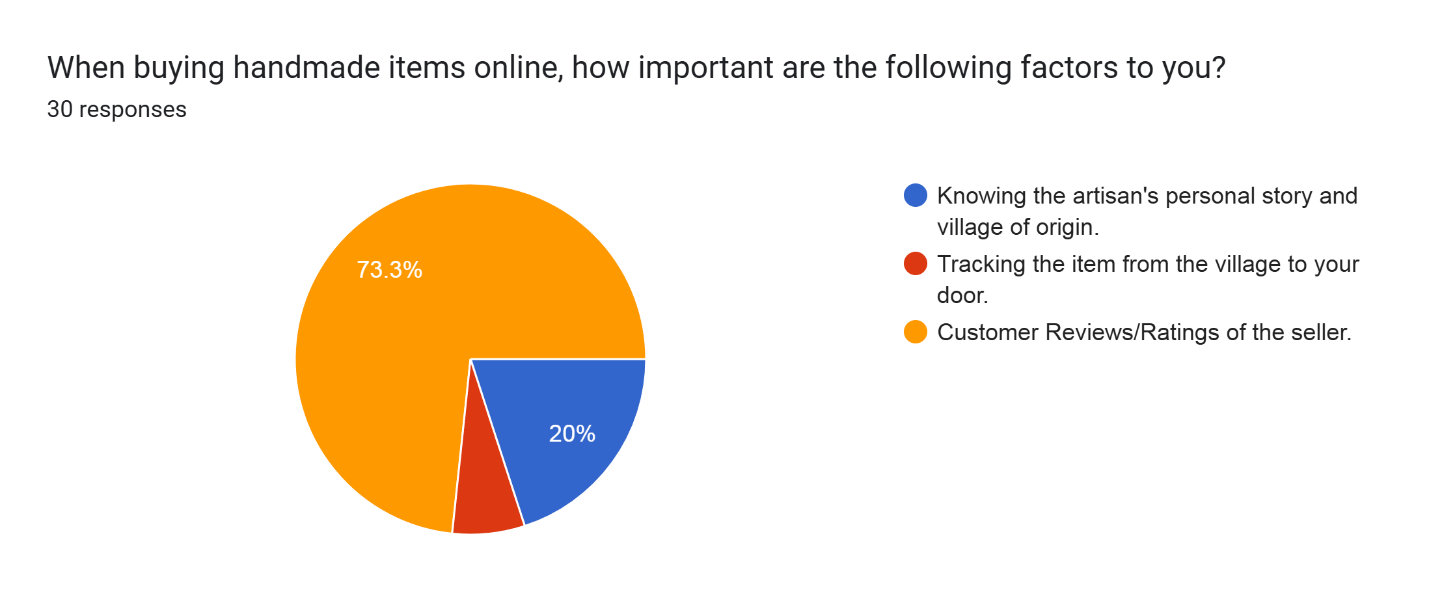 When buying handmade items online, how important are the following factors to you?
30 responses
73.3%
20%
Knowing the artisan's personal story and
village of origin.
Tracking the item from the village to your
door.
Customer Reviews/Ratings of the seller.